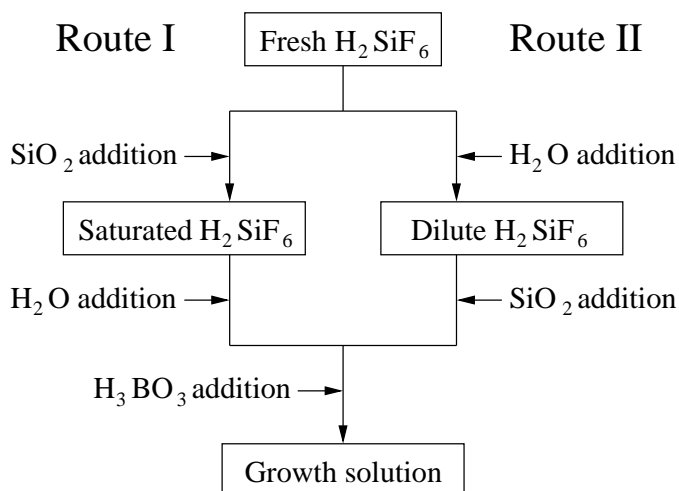 Route I
Fresh H₂SiF₆
Route II
SiO₂ addition
H₂O addition
Saturated H₂SiF₆
Dilute H₂SiF₆
H₂O addition
SiO₂ addition
H₃BO₃ addition
Growth solution